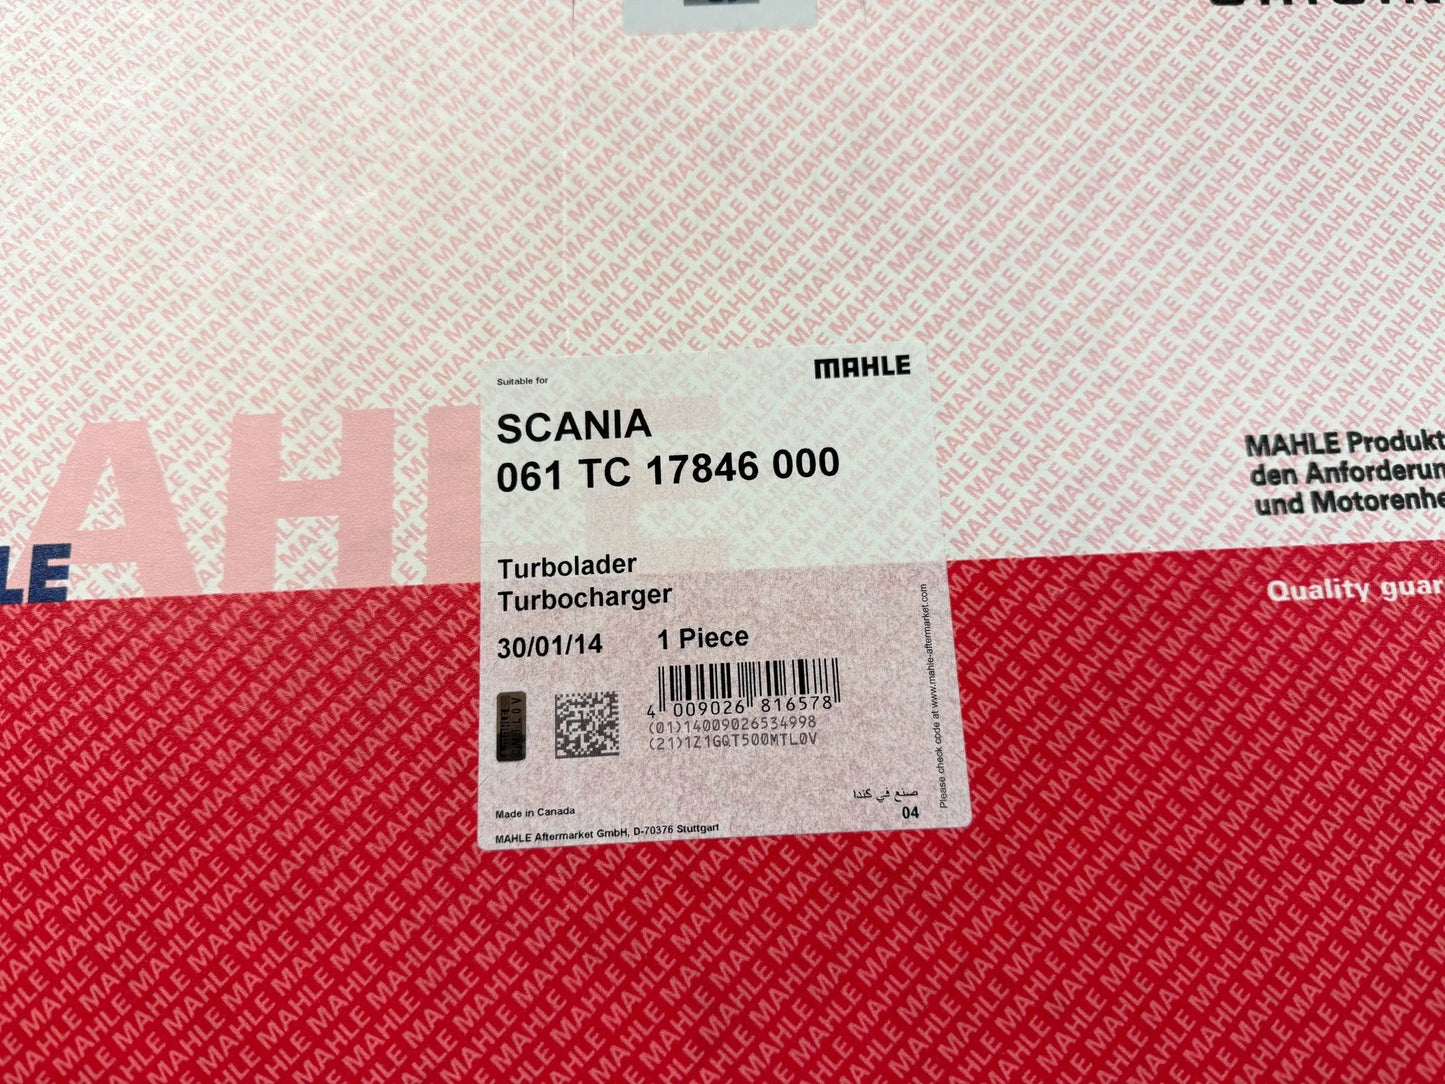 MAHLE
Suitable for
SCANIA
061 TC 17846 000
MAHLE Produkt
den Anforderun
und Motorenhe
LE
Turbolader
Turbocharger
Quality guar
30/01/14 1 Piece
4 009026 816578
(01)14009026534998
(21)1Z1GQT500MTL0V
Please check code at www.mahle-aftermarket.com
صنع في كندا
Made in Canada
04
MAHLE Aftermarket GmbH, D-70376 Stuttgart